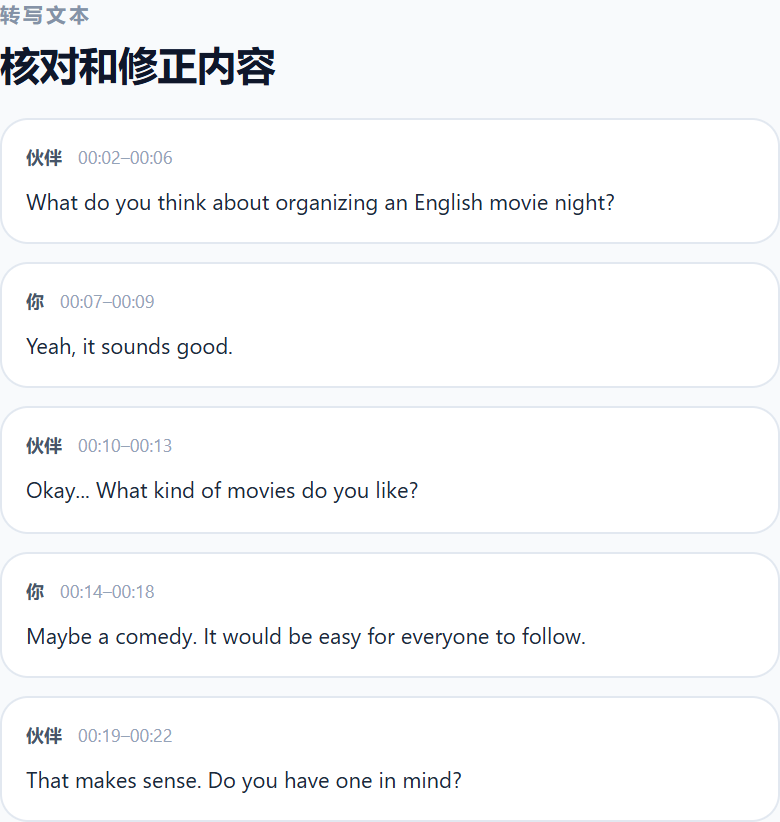 转写文本
核对和修正内容
伙伴 00:02–00:06
What do you think about organizing an English movie night?
你 00:07–00:09
Yeah, it sounds good.
伙伴 00:10–00:13
Okay... What kind of movies do you like?
你 00:14–00:18
Maybe a comedy. It would be easy for everyone to follow.
伙伴 00:19–00:22
That makes sense. Do you have one in mind?